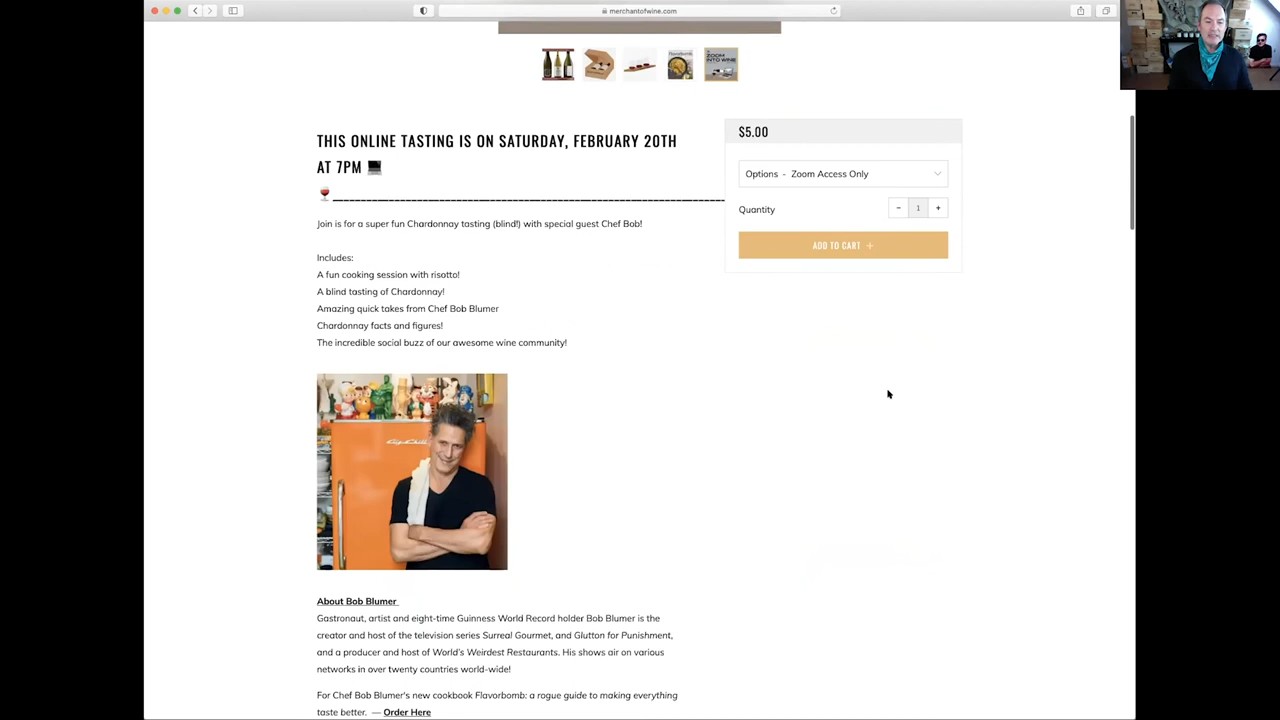 merchantofwine.com
Flavorbomb
ZOOM
INTO WINE
THIS ONLINE TASTING IS ON SATURDAY, FEBRUARY 20TH
AT 7PM
$5.00
Options - Zoom Access Only
Quantity
- 1 +
ADD TO CART +
Join is for a super fun Chardonnay tasting (blind!) with special guest Chef Bob!
Includes:
A fun cooking session with risotto!
A blind tasting of Chardonnay!
Amazing quick takes from Chef Bob Blumer
Chardonnay facts and figures!
The incredible social buzz of our awesome wine community!
About Bob Blumer
Gastronaut, artist and eight-time Guinness World Record holder Bob Blumer is the
creator and host of the television series Surreal Gourmet, and Glutton for Punishment,
and a producer and host of World's Weirdest Restaurants. His shows air on various
networks in over twenty countries world-wide!
For Chef Bob Blumer's new cookbook Flavorbomb: a rogue guide to making everything
taste better. — Order Here